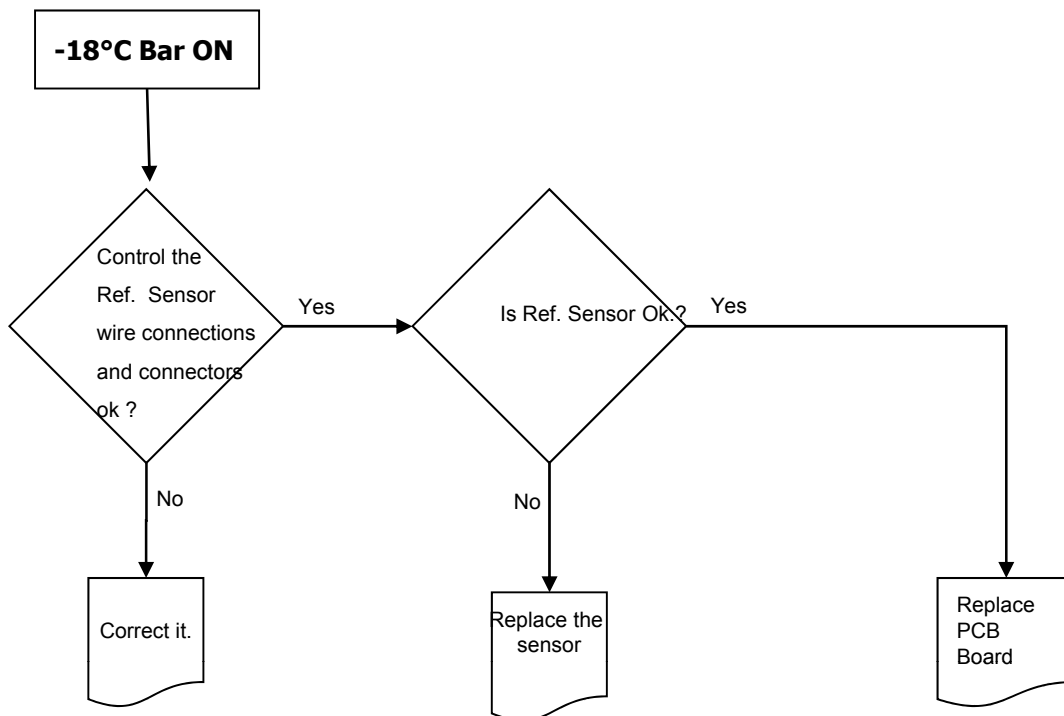 -18°C Bar ON
Control the
Ref. Sensor
wire connections
and connectors
ok ?
Yes
Is Ref. Sensor Ok.?
Yes
No
No
Correct it.
Replace the
sensor
Replace
PCB
Board